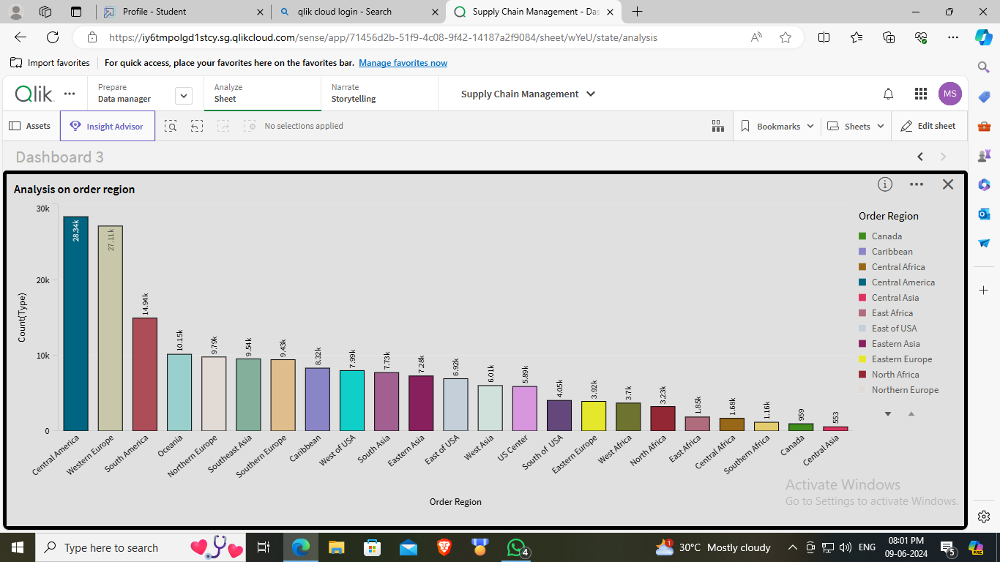 Profile - Student
qlik cloud login - Search
Supply Chain Management - Das
https://iy6tmpolgd1stcy.sg.qlikcloud.com/sense/app/71456d2b-51f9-4c08-9f42-14187a2f9084/sheet/wYeU/state/analysis
Import favorites
For quick access, place your favorites here on the favorites bar. Manage favorites now
Qlik
Prepare
Data manager
Analyze
Sheet
Narrate
Storytelling
Supply Chain Management
MS
Assets
Insight Advisor
No selections applied
Bookmarks
Sheets
Edit sheet
Dashboard 3
Analysis on order region
Count(Type)
30k
20k
10k
0
28.34k
27.11k
14.94k
10.15k
9.79k
9.54k
9.43k
8.32k
7.99k
7.73k
7.28k
6.92k
6.01k
5.89k
4.05k
3.92k
3.7k
3.23k
1.85k
1.68k
1.16k
959
553
Central America
Western Europe
South America
Oceania
Northern Europe
Southeast Asia
Southern Europe
Caribbean
West of USA
South Asia
Eastern Asia
East of USA
West Asia
US Center
South of USA
Eastern Europe
West Africa
North Africa
East Africa
Central Africa
Southern Africa
Canada
Central Asia
Order Region
Order Region
Canada
Caribbean
Central Africa
Central America
Central Asia
East Africa
East of USA
Eastern Asia
Eastern Europe
North Africa
Northern Europe
Activate Windows
Go to Settings to activate Windows.
Type here to search
4
1
30°C Mostly cloudy
ENG
08:01 PM
09-06-2024
5
PRE